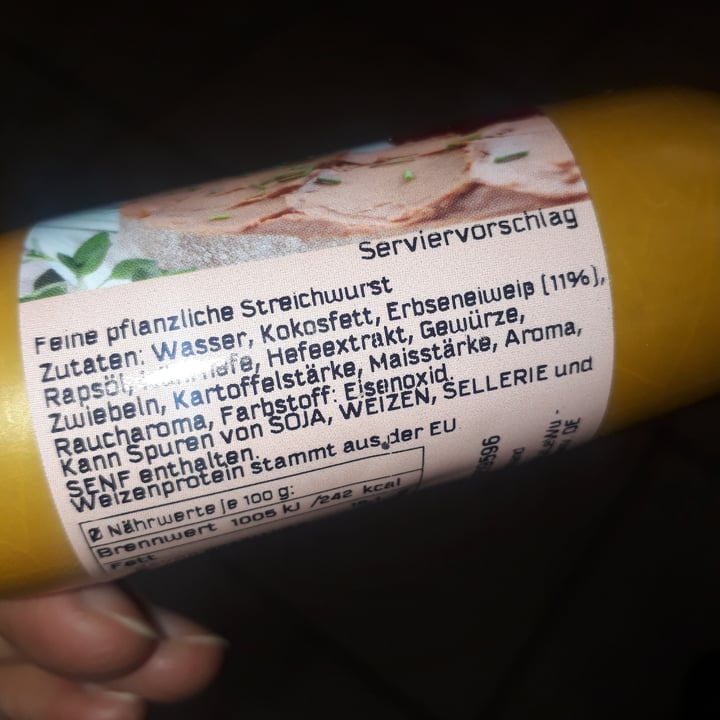 Serviervorschlag
Feine pflanzliche Streichwurst
Zutaten: Wasser, Kokosfett, Erbseneiweiß (11%),
Rapsöl, Hefeextrakt, Gewürze,
Zwiebeln, Kartoffelstärke, Maisstärke, Aroma,
Raucharoma, Farbstoff: Eisenoxid.
Kann Spuren von SOJA, WEIZEN, SELLERIE und
SENF enthalten.
Weizenprotein stammt aus der EU
Ø Nährwerte je 100 g:
Brennwert 1005 kJ /242 kcal
Fett